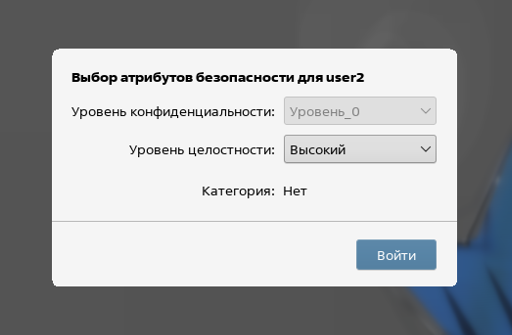 Выбор атрибутов безопасности для user2
Уровень конфиденциальности: Уровень_0
Уровень целостности: Высокий
Категория: Нет
Войти